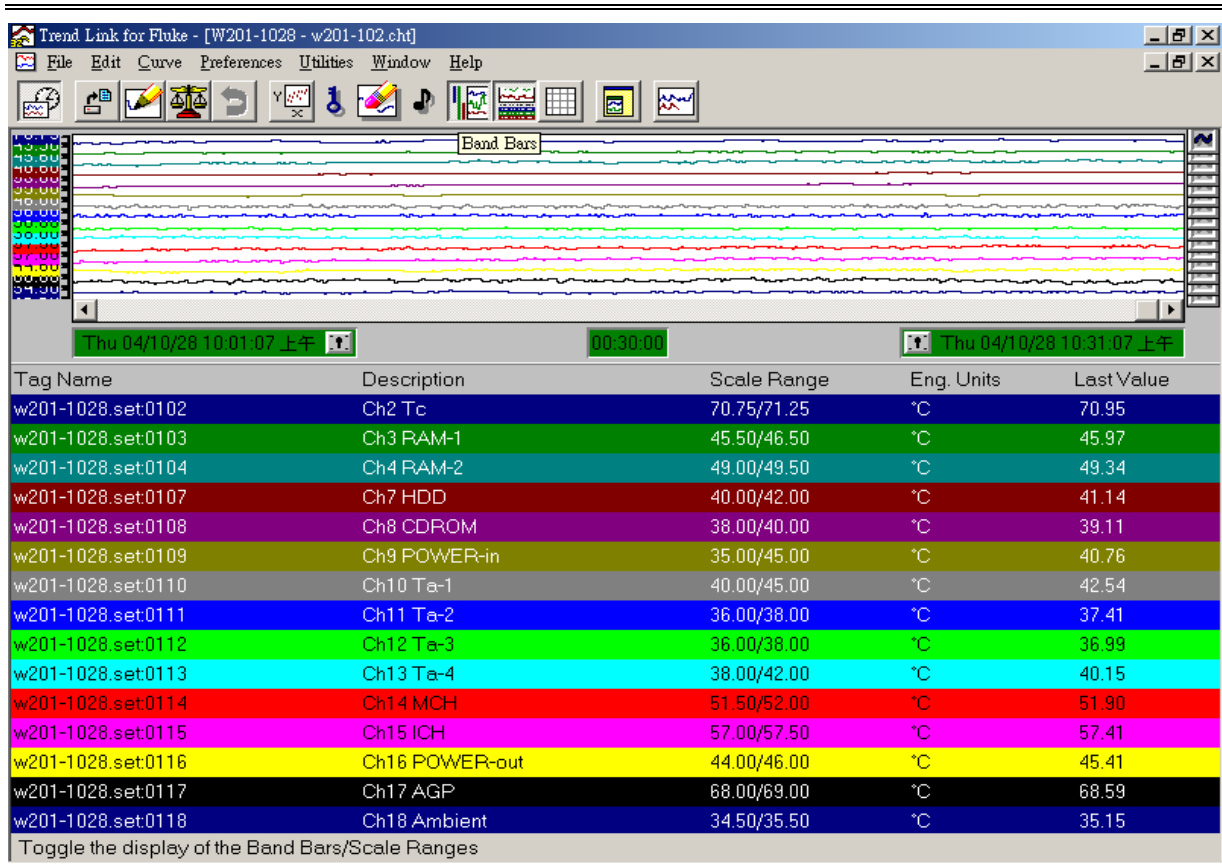 Trend Link for Fluke - [W201-1028 - w201-102.cht]
File Edit Curve Preferences Utilities Window Help
Band Bars
Thu 04/10/28 10:01:07 上午 00:30:00 Thu 04/10/28 10:31:07 上午
Tag Name Description Scale Range Eng. Units Last Value
w201-1028.set:0102 Ch2 Tc 70.75/71.25 °C 70.95
w201-1028.set:0103 Ch3 RAM-1 45.50/46.50 °C 45.97
w201-1028.set:0104 Ch4 RAM-2 49.00/49.50 °C 49.34
w201-1028.set:0107 Ch7 HDD 40.00/42.00 °C 41.14
w201-1028.set:0108 Ch8 CDROM 38.00/40.00 °C 39.11
w201-1028.set:0109 Ch9 POWER-in 35.00/45.00 °C 40.76
w201-1028.set:0110 Ch10 Ta-1 40.00/45.00 °C 42.54
w201-1028.set:0111 Ch11 Ta-2 36.00/38.00 °C 37.41
w201-1028.set:0112 Ch12 Ta-3 36.00/38.00 °C 36.99
w201-1028.set:0113 Ch13 Ta-4 38.00/42.00 °C 40.15
w201-1028.set:0114 Ch14 MCH 51.50/52.00 °C 51.90
w201-1028.set:0115 Ch15 ICH 57.00/57.50 °C 57.41
w201-1028.set:0116 Ch16 POWER-out 44.00/46.00 °C 45.41
w201-1028.set:0117 Ch17 AGP 68.00/69.00 °C 68.59
w201-1028.set:0118 Ch18 Ambient 34.50/35.50 °C 35.15
Toggle the display of the Band Bars/Scale Ranges